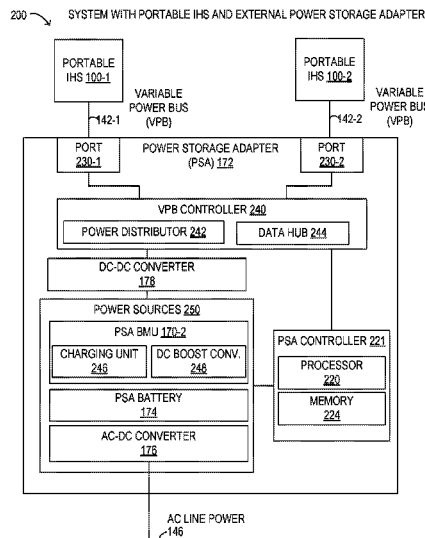 200 SYSTEM WITH PORTABLE IHS AND EXTERNAL POWER STORAGE ADAPTER
PORTABLE
IHS 100-1
PORTABLE
IHS 100-2
VARIABLE
POWER BUS
(VPB)
VARIABLE
POWER BUS
(VPB)
142-1
142-2
PORT
230-1
POWER STORAGE ADAPTER
(PSA) 172
PORT
230-2
VPB CONTROLLER 240
POWER DISTRIBUTOR 242
DATA HUB 244
DC-DC CONVERTER
178
POWER SOURCES 250
PSA BMU 170-2
CHARGING UNIT
246
DC BOOST CONV.
248
PSA CONTROLLER 221
PROCESSOR
220
MEMORY
224
PSA BATTERY
174
AC-DC CONVERTER
176
AC LINE POWER
146